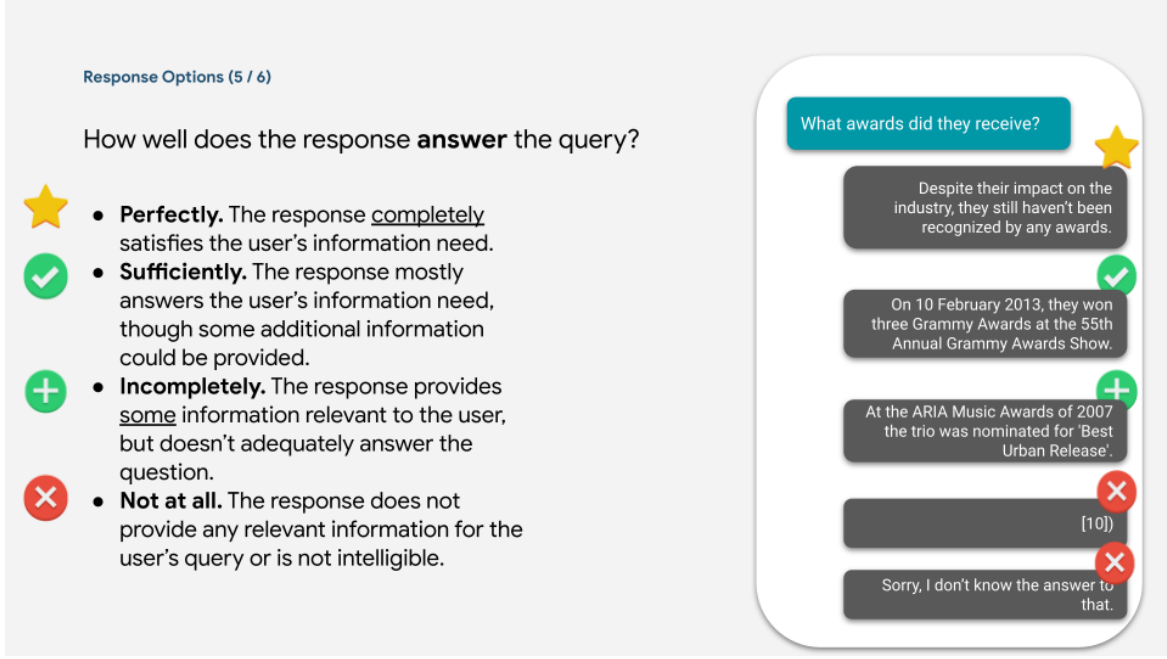 Response Options (5 / 6)
How well does the response answer the query?
● Perfectly. The response completely
satisfies the user's information need.
● Sufficiently. The response mostly
answers the user's information need,
though some additional information
could be provided.
● Incompletely. The response provides
some information relevant to the user,
but doesn't adequately answer the
question.
● Not at all. The response does not
provide any relevant information for the
user's query or is not intelligible.
What awards did they receive?
Despite their impact on the
industry, they still haven't been
recognized by any awards.
On 10 February 2013, they won
three Grammy Awards at the 55th
Annual Grammy Awards Show.
At the ARIA Music Awards of 2007
the trio was nominated for 'Best
Urban Release'.
[10])
Sorry, I don't know the answer to
that.